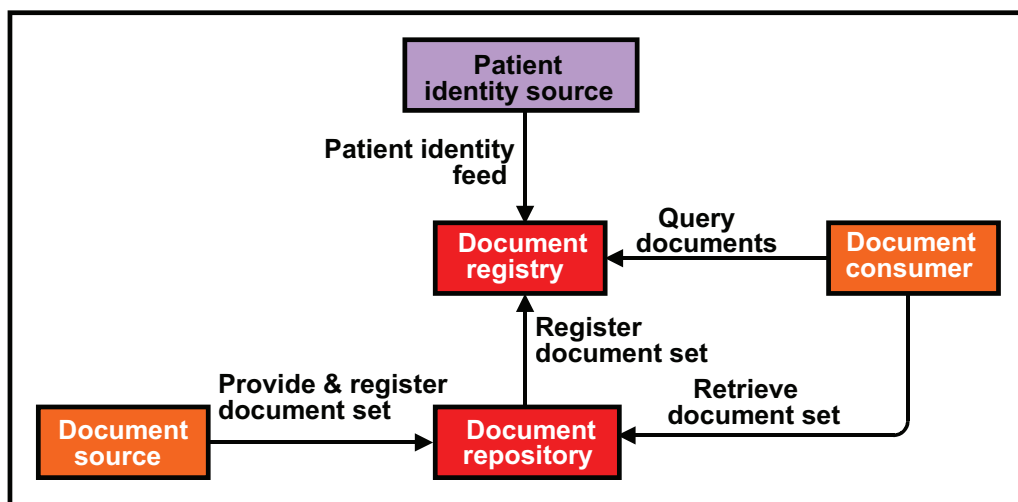 Patient
identity source
Patient identity
feed
Document
registry
Query
documents
Document
consumer
Register
document set
Provide & register
document set
Retrieve
document set
Document
source
Document
repository